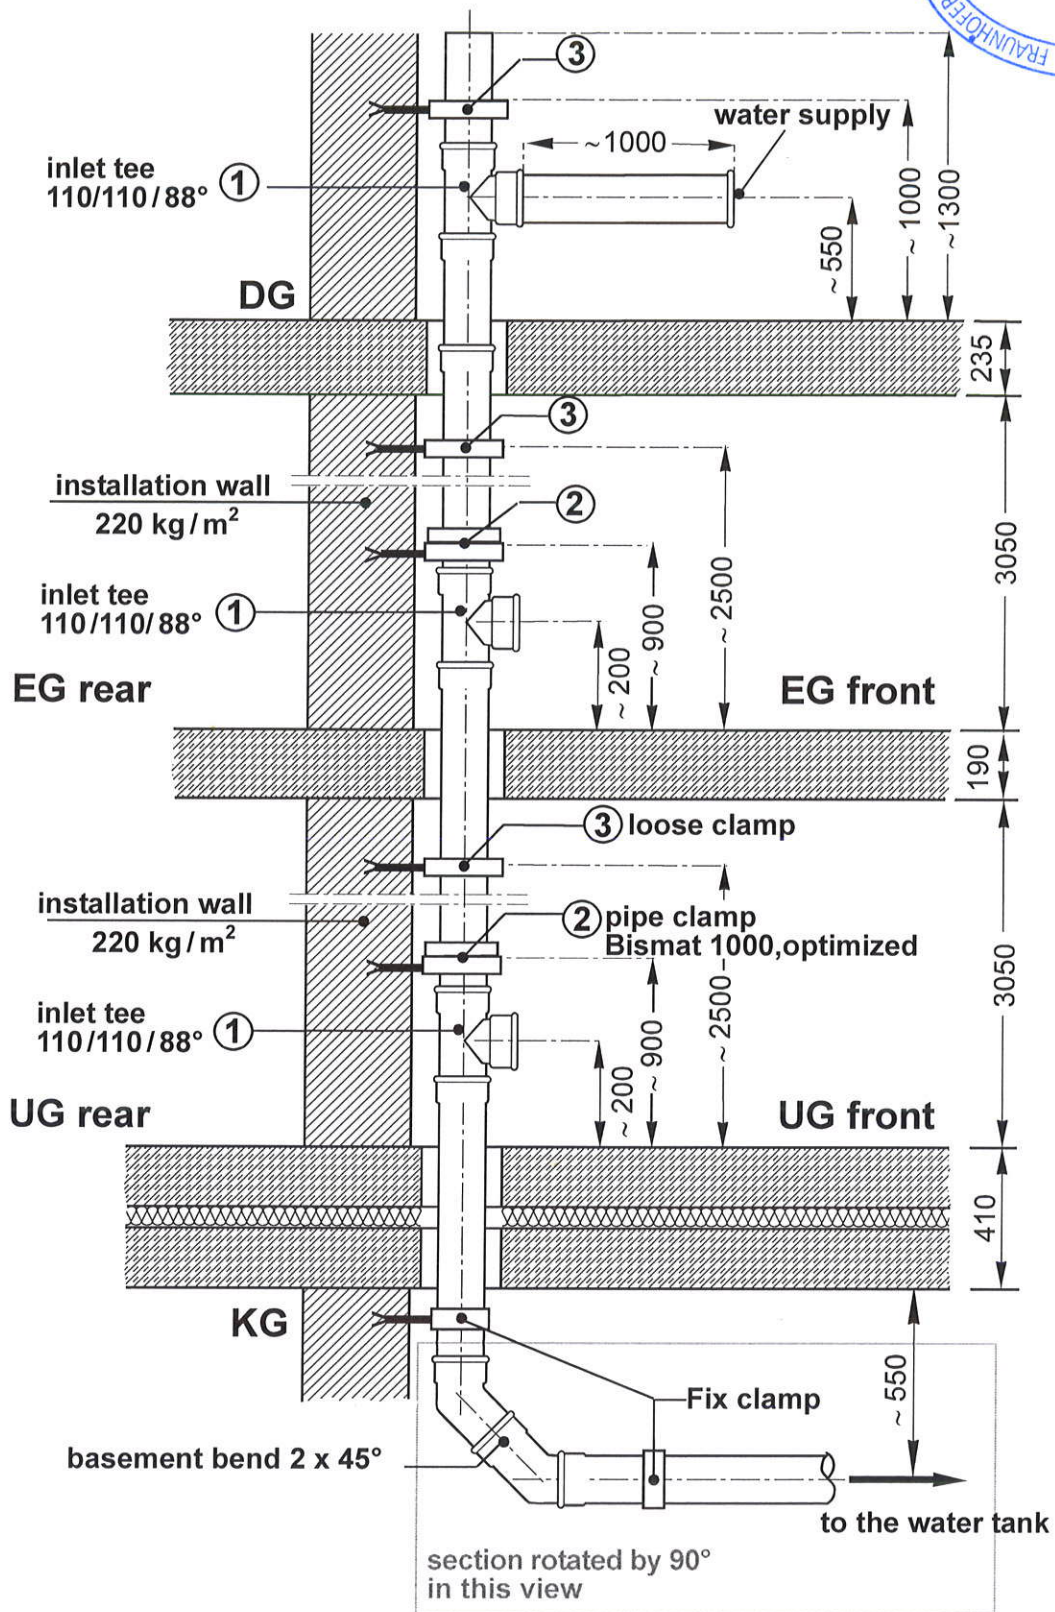 FRAUNHOFER
③
water supply
~1000
inlet tee
110/110/88° ①
~550
~1000
~1300
DG
235
③
installation wall
220 kg/m²
②
inlet tee
110/110/88° ①
~200
~900
~2500
3050
EG rear
EG front
190
③ loose clamp
installation wall
220 kg/m²
② pipe clamp
Bismat 1000,optimized
inlet tee
110/110/88° ①
~200
~900
~2500
3050
UG rear
UG front
410
KG
~550
Fix clamp
basement bend 2 x 45°
to the water tank
section rotated by 90°
in this view